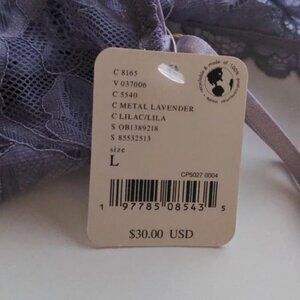 C 8165
V 037006
C 5540
C METAL LAVENDER
C LILAC/LILA
S OB1389218
S 85532513
size
L
CP5027 0004
1 97785 08543 5
$30.00 USD